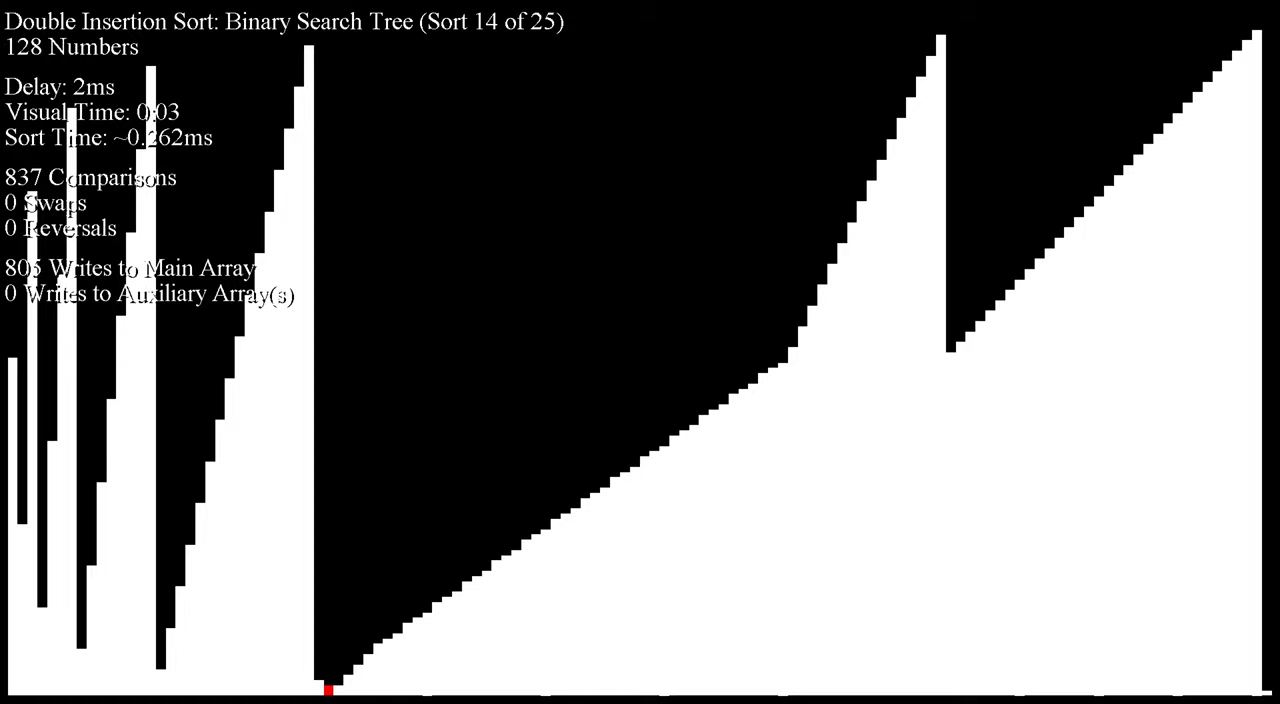 Double Insertion Sort: Binary Search Tree (Sort 14 of 25)
128 Numbers
Delay: 2ms
Visual Time: 0:03
Sort Time: ~0.262ms
837 Comparisons
0 Swaps
0 Reversals
805 Writes to Main Array
0 Writes to Auxiliary Array(s)